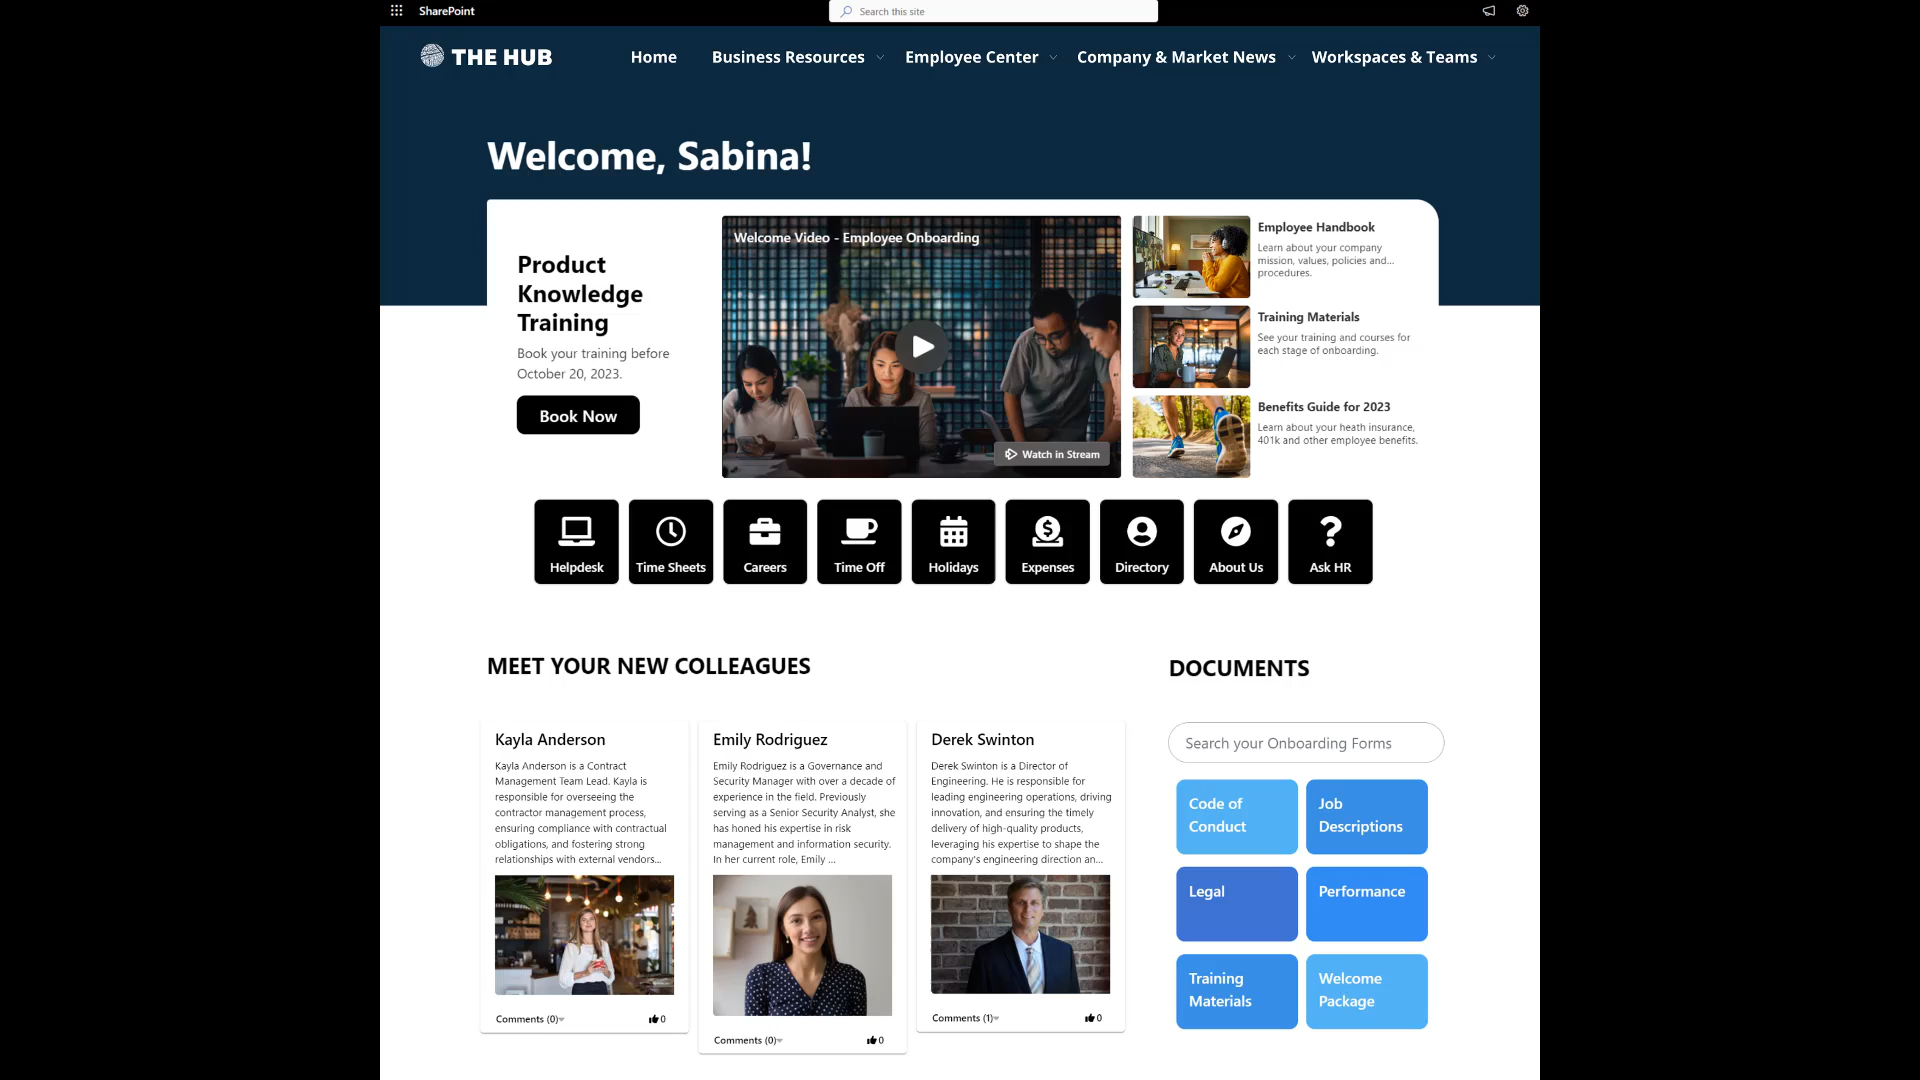 SharePoint
Search this site
THE HUB
Home
Business Resources
Employee Center
Company & Market News
Workspaces & Teams
Welcome, Sabina!
Product
Knowledge
Training
Book your training before
October 20, 2023.
Book Now
Welcome Video - Employee Onboarding
Watch in Stream
Employee Handbook
Learn about your company
mission, values, policies and...
procedures.
Training Materials
See your training and courses for
each stage of onboarding.
Benefits Guide for 2023
Learn about your heath insurance,
401k and other employee benefits.
Helpdesk
Time Sheets
Careers
Time Off
Holidays
Expenses
Directory
About Us
Ask HR
MEET YOUR NEW COLLEAGUES
Kayla Anderson
Kayla Anderson is a Contract
Management Team Lead. Kayla is
responsible for overseeing the
contractor management process,
ensuring compliance with contractual
obligations, and fostering strong
relationships with external vendors...
Comments (0)
0
Emily Rodriguez
Emily Rodriguez is a Governance and
Security Manager with over a decade of
experience in the field. Previously
serving as a Senior Security Analyst, she
has honed his expertise in risk
management and information security.
In her current role, Emily ...
Comments (0)
0
Derek Swinton
Derek Swinton is a Director of
Engineering. He is responsible for
leading engineering operations, driving
innovation, and ensuring the timely
delivery of high-quality products,
leveraging his expertise to shape the
company's engineering direction an...
Comments (1)
0
DOCUMENTS
Search your Onboarding Forms
Code of
Conduct
Job
Descriptions
Legal
Performance
Training
Materials
Welcome
Package